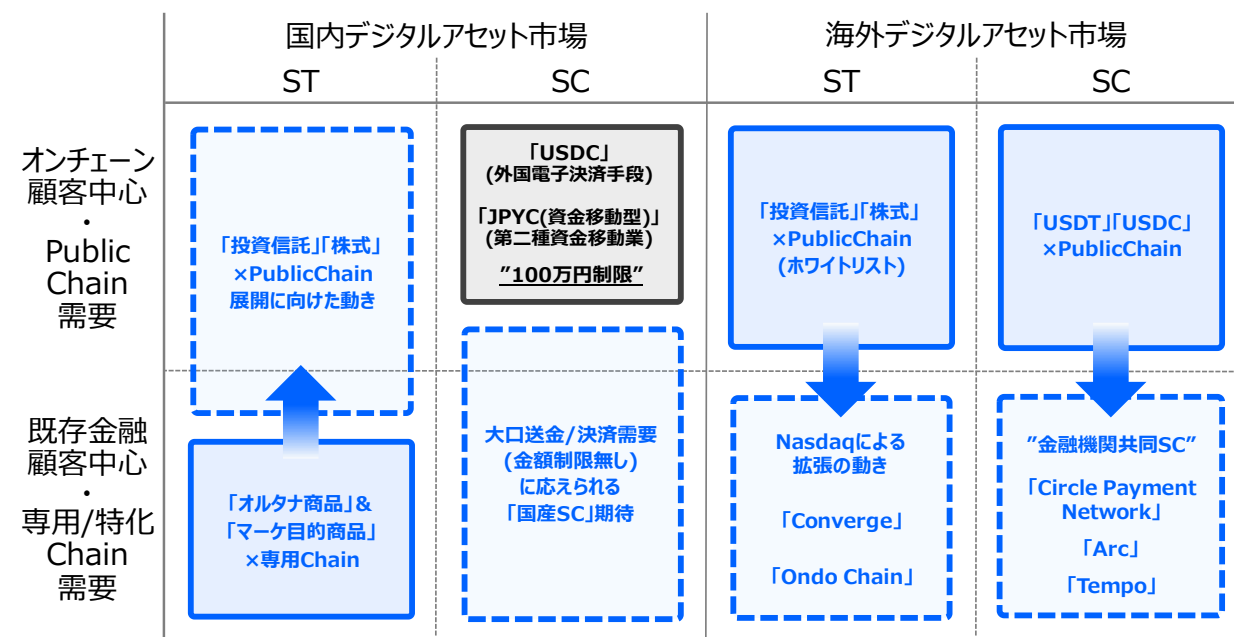 国内デジタルアセット市場
海外デジタルアセット市場
ST
SC
ST
SC
オンチェーン
顧客中心
・
Public
Chain
需要
「投資信託」「株式」
×PublicChain
展開に向けた動き
「USDC」
(外国電子決済手段)
「JPYC(資金移動型)」
(第二種資金移動業)
”100万円制限”
「投資信託」「株式」
×PublicChain
(ホワイトリスト)
「USDT」「USDC」
×PublicChain
既存金融
顧客中心
・
専用/特化
Chain
需要
「オルタナ商品」&
「マーケ目的商品」
×専用Chain
大口送金/決済需要
(金額制限無し)
に応えられる
「国産SC」期待
Nasdaqによる
拡張の動き
「Converge」
「Ondo Chain」
”金融機関共同SC”
「Circle Payment
Network」
「Arc」
「Tempo」